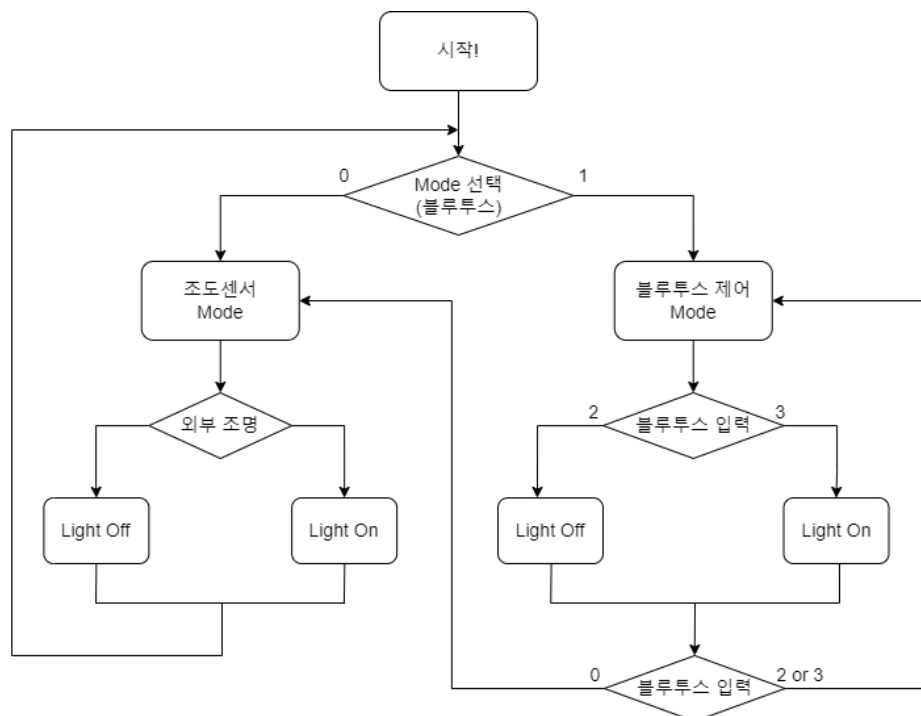 시작!
0
Mode 선택
(블루투스)
1
조도센서
Mode
블루투스 제어
Mode
외부 조명
2
블루투스 입력
3
Light Off
Light On
Light Off
Light On
0
블루투스 입력
2 or 3